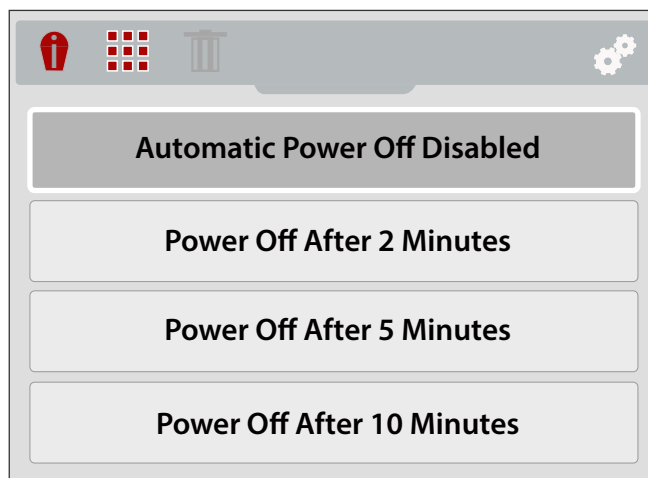 Automatic Power Off Disabled
Power Off After 2 Minutes
Power Off After 5 Minutes
Power Off After 10 Minutes